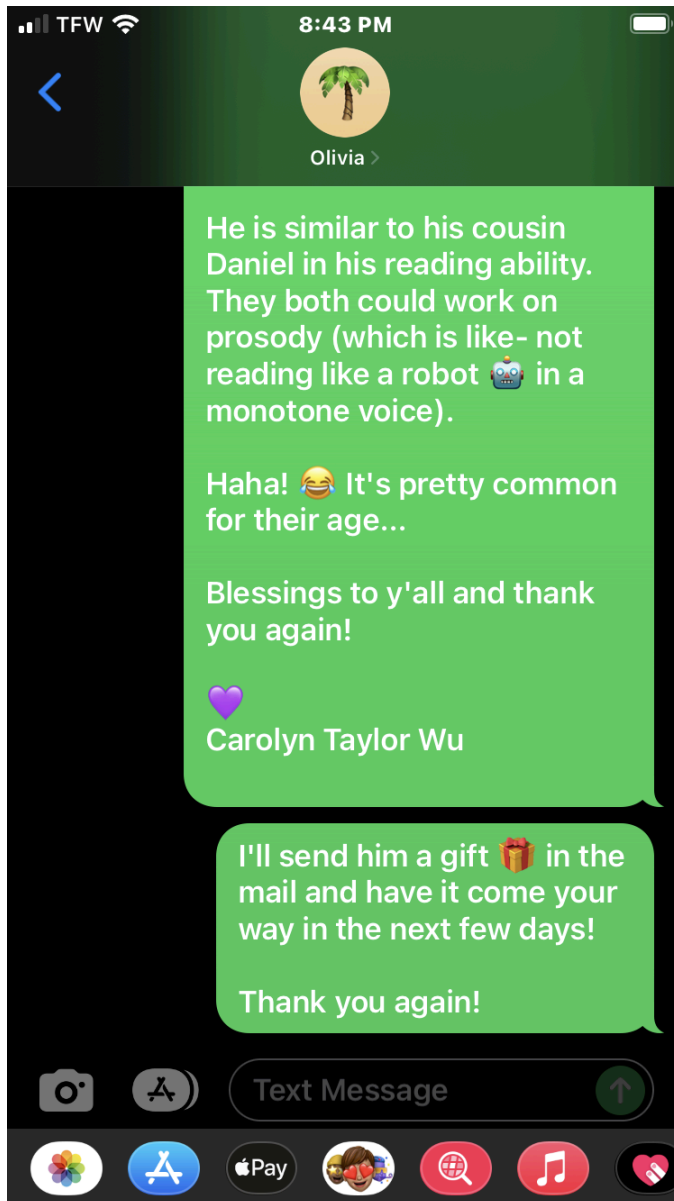 TFW
8:43 PM
Olivia
He is similar to his cousin
Daniel in his reading ability.
They both could work on
prosody (which is like- not
reading like a robot 🤖 in a
monotone voice).
Haha! 😂 It's pretty common
for their age...
Blessings to y'all and thank
you again!
💜
Carolyn Taylor Wu
I'll send him a gift 🎁 in the
mail and have it come your
way in the next few days!
Thank you again!
Text Message
Pay